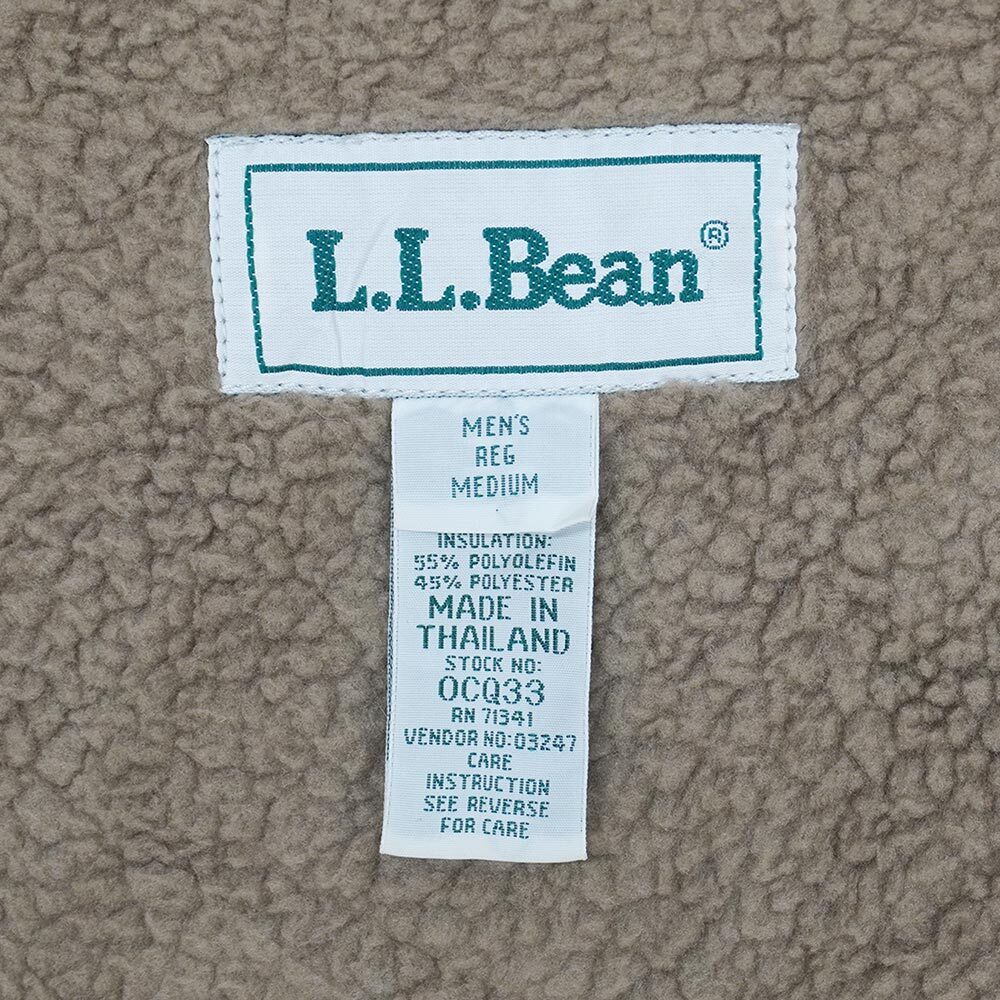 L.L.Bean®
MEN'S
REG
MEDIUM
INSULATION:
55% POLYOLEFIN
45% POLYESTER
MADE IN
THAILAND
STOCK NO:
0CQ33
RN 71341
VENDOR NO:03247
CARE
INSTRUCTION
SEE REVERSE
FOR CARE